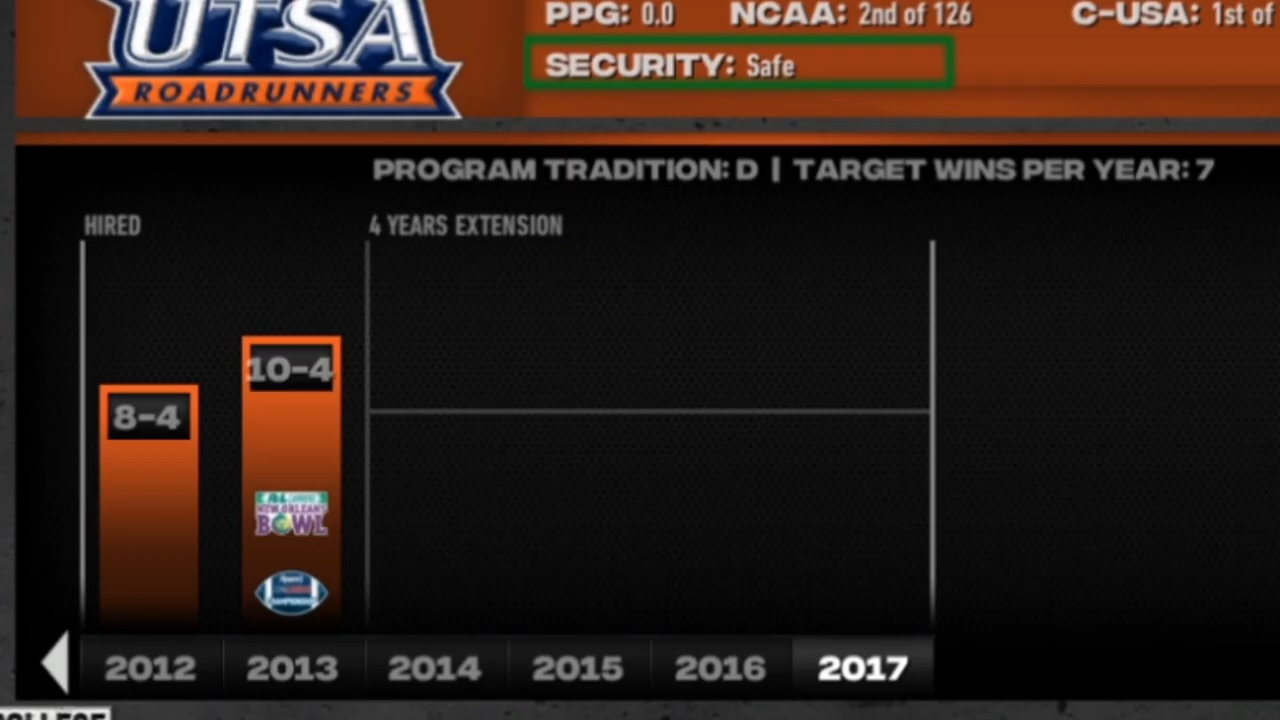 UTSA
ROADRUNNERS
PPG: 0.0 NCAA: 2nd of 126 C-USA: 1st of
SECURITY: Safe
PROGRAM TRADITION: D | TARGET WINS PER YEAR: 7
HIRED
4 YEARS EXTENSION
10-4
8-4
NEW ORLEANS
BOWL
2012 2013 2014 2015 2016 2017